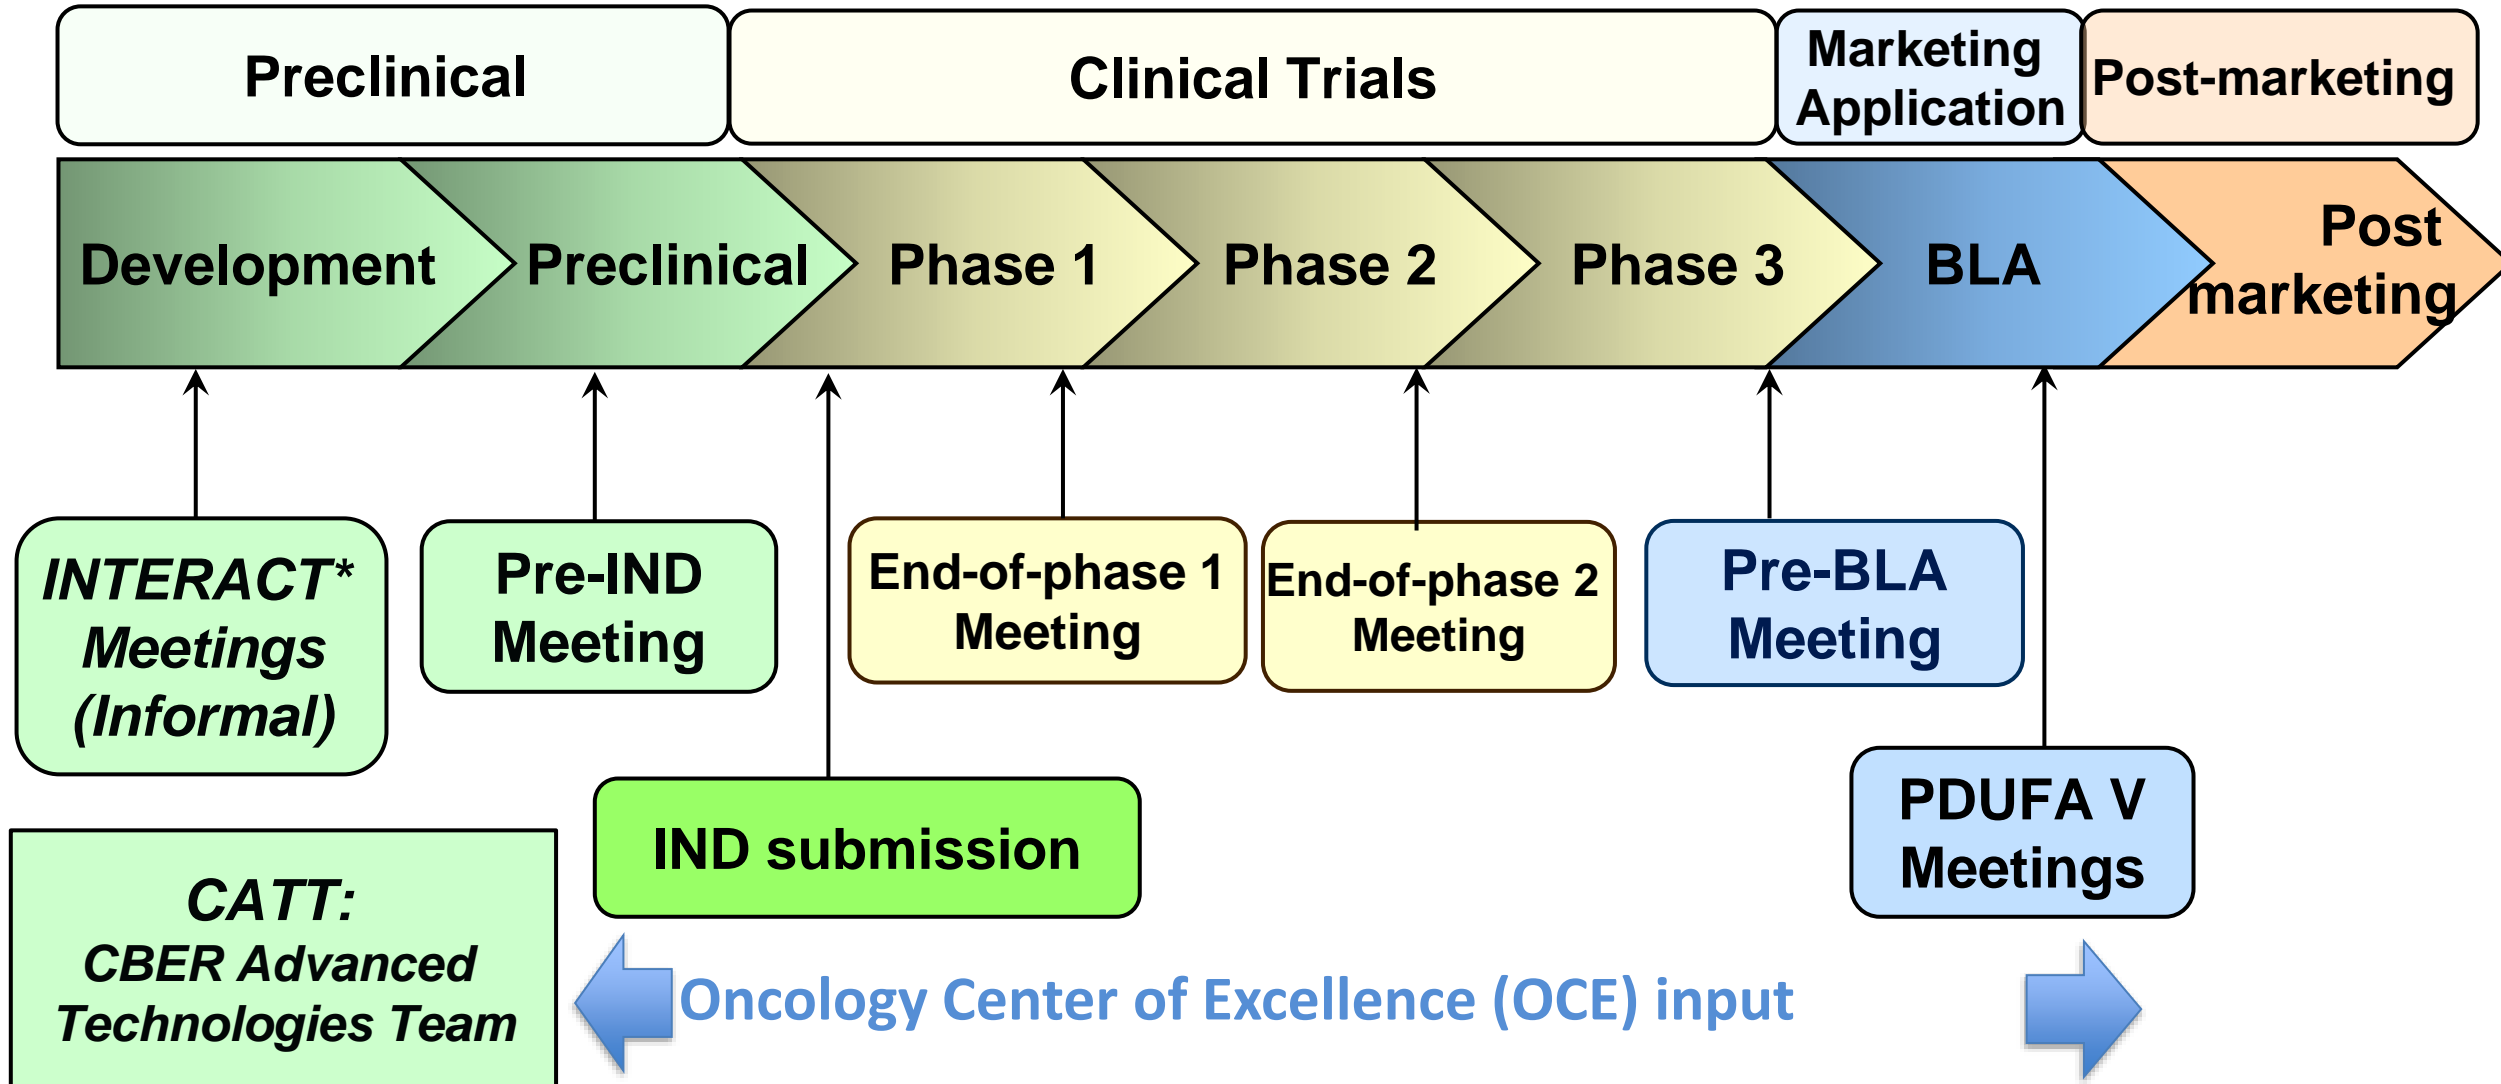 Preclinical
Clinical Trials
Marketing
Application
Post-marketing
Development
Preclinical
Phase 1
Phase 2
Phase 3
BLA
Post
marketing
INTERACT*
Meetings
(Informal)
Pre-IND
Meeting
End-of-phase 1
Meeting
End-of-phase 2
Meeting
Pre-BLA
Meeting
IND submission
PDUFA V
Meetings
CATT:
CBER Advanced
Technologies Team
Oncology Center of Excellence (OCE) input